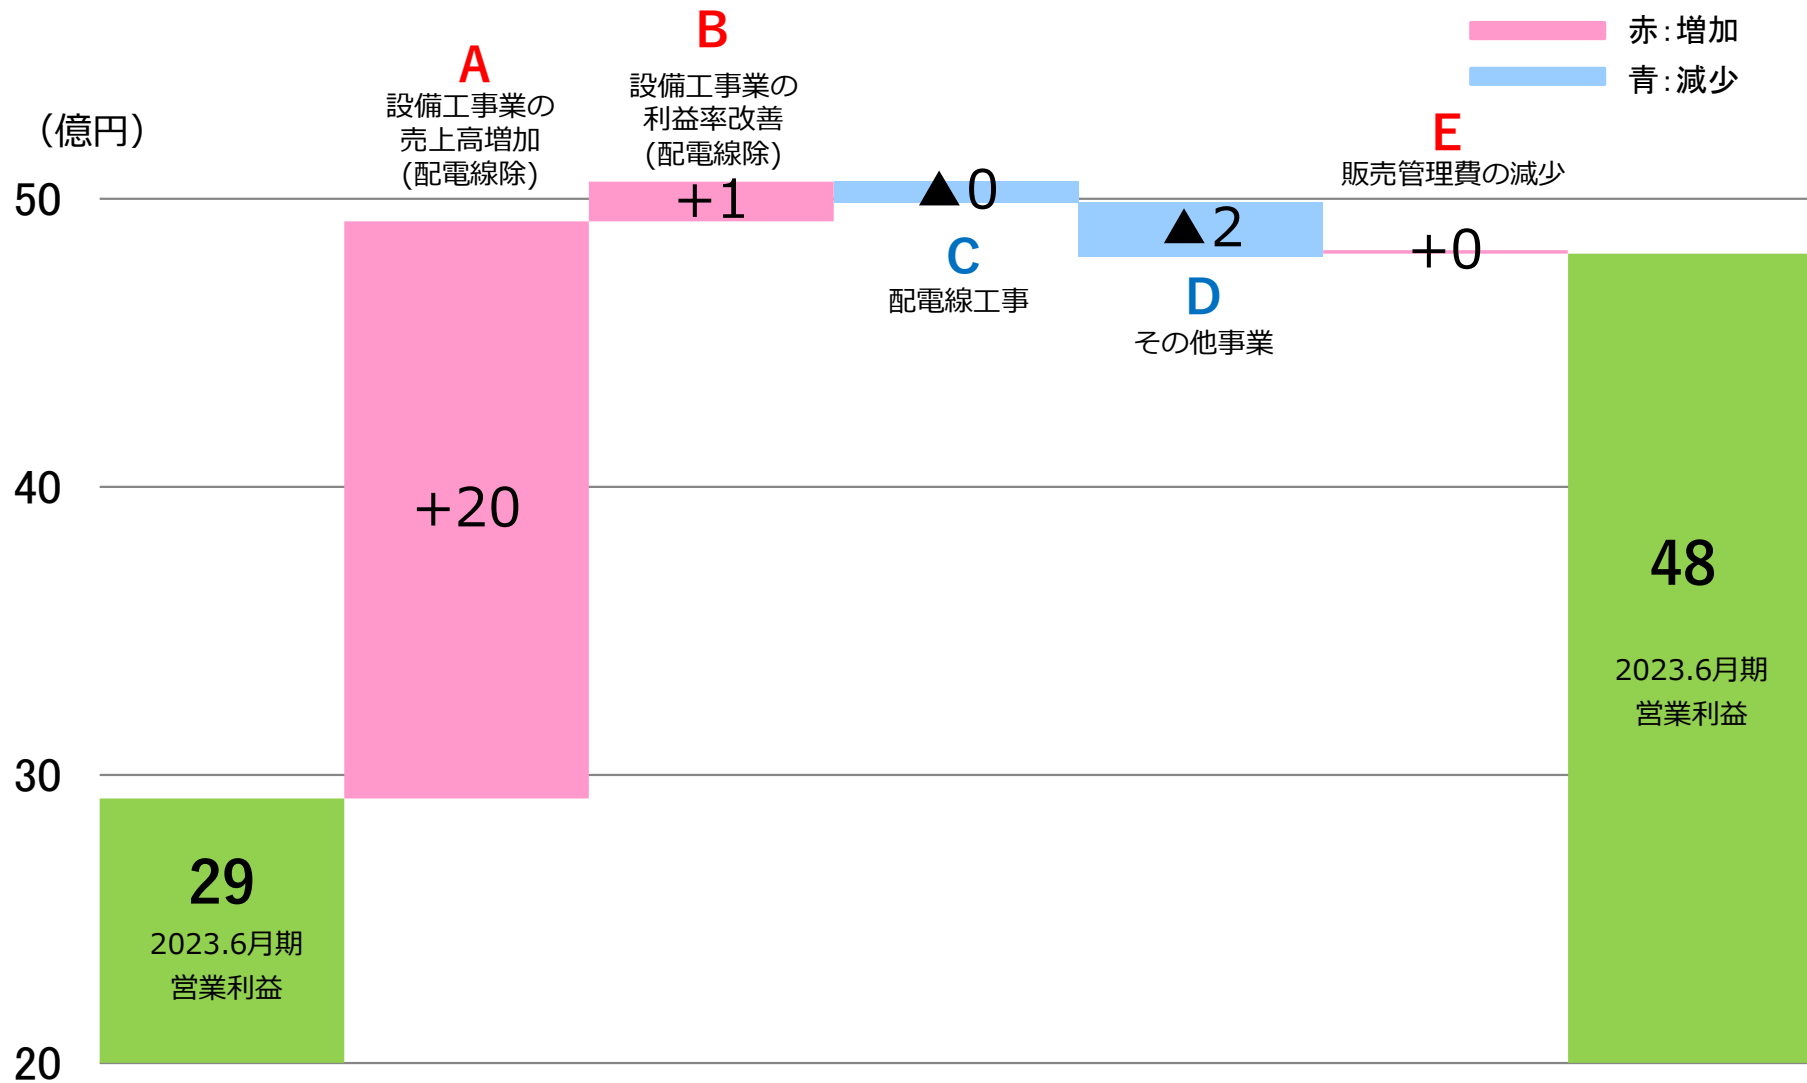 赤：増加
青：減少
（億円）
A
設備工事業の
売上高増加
(配電線除)
B
設備工事業の
利益率改善
(配電線除)
E
販売管理費の減少
50
+1
▲0
▲2
+0
C
配電線工事
D
その他事業
40
+20
48
2023.6月期
営業利益
30
29
2023.6月期
営業利益
20